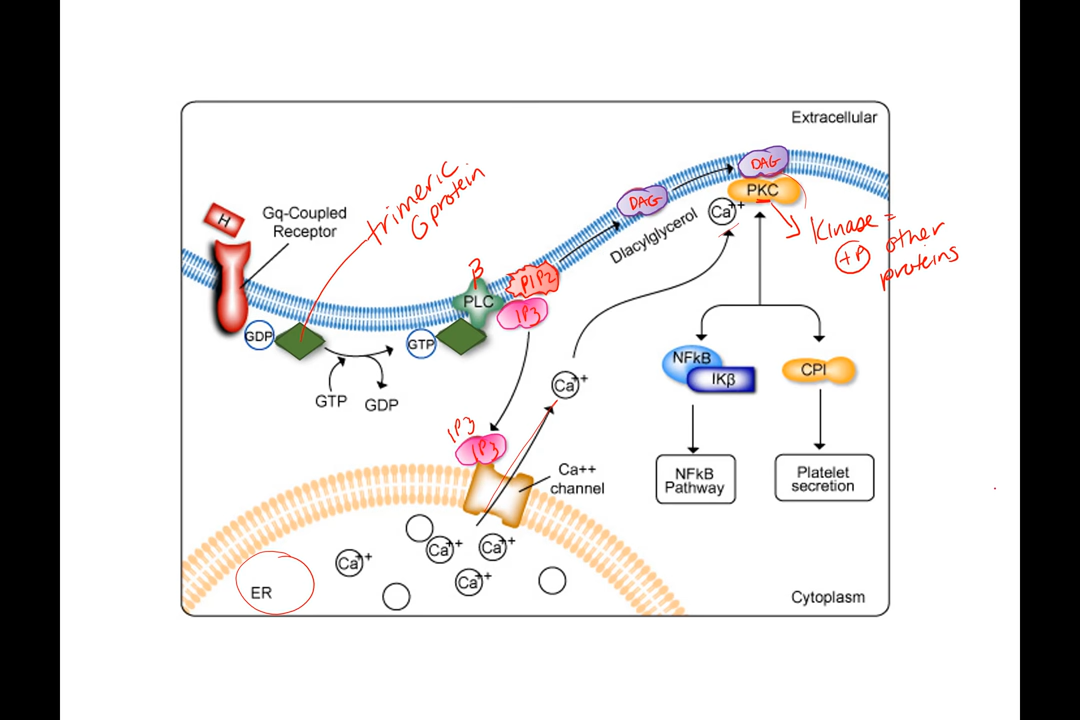 Extracellular
H
Gq-Coupled
Receptor
trimeric
G protein
DAG
PKC
DAG
Ca++
Diacylglycerol
Kinase =
+P other
proteins
β
PLC
PIP2
IP3
GDP
GTP
GTP
GDP
Ca++
NFkB
IKβ
CPI
IP3
IP3
Ca++
channel
NFkB
Pathway
Platelet
secretion
Ca++
Ca++
Ca++
Ca++
ER
Cytoplasm